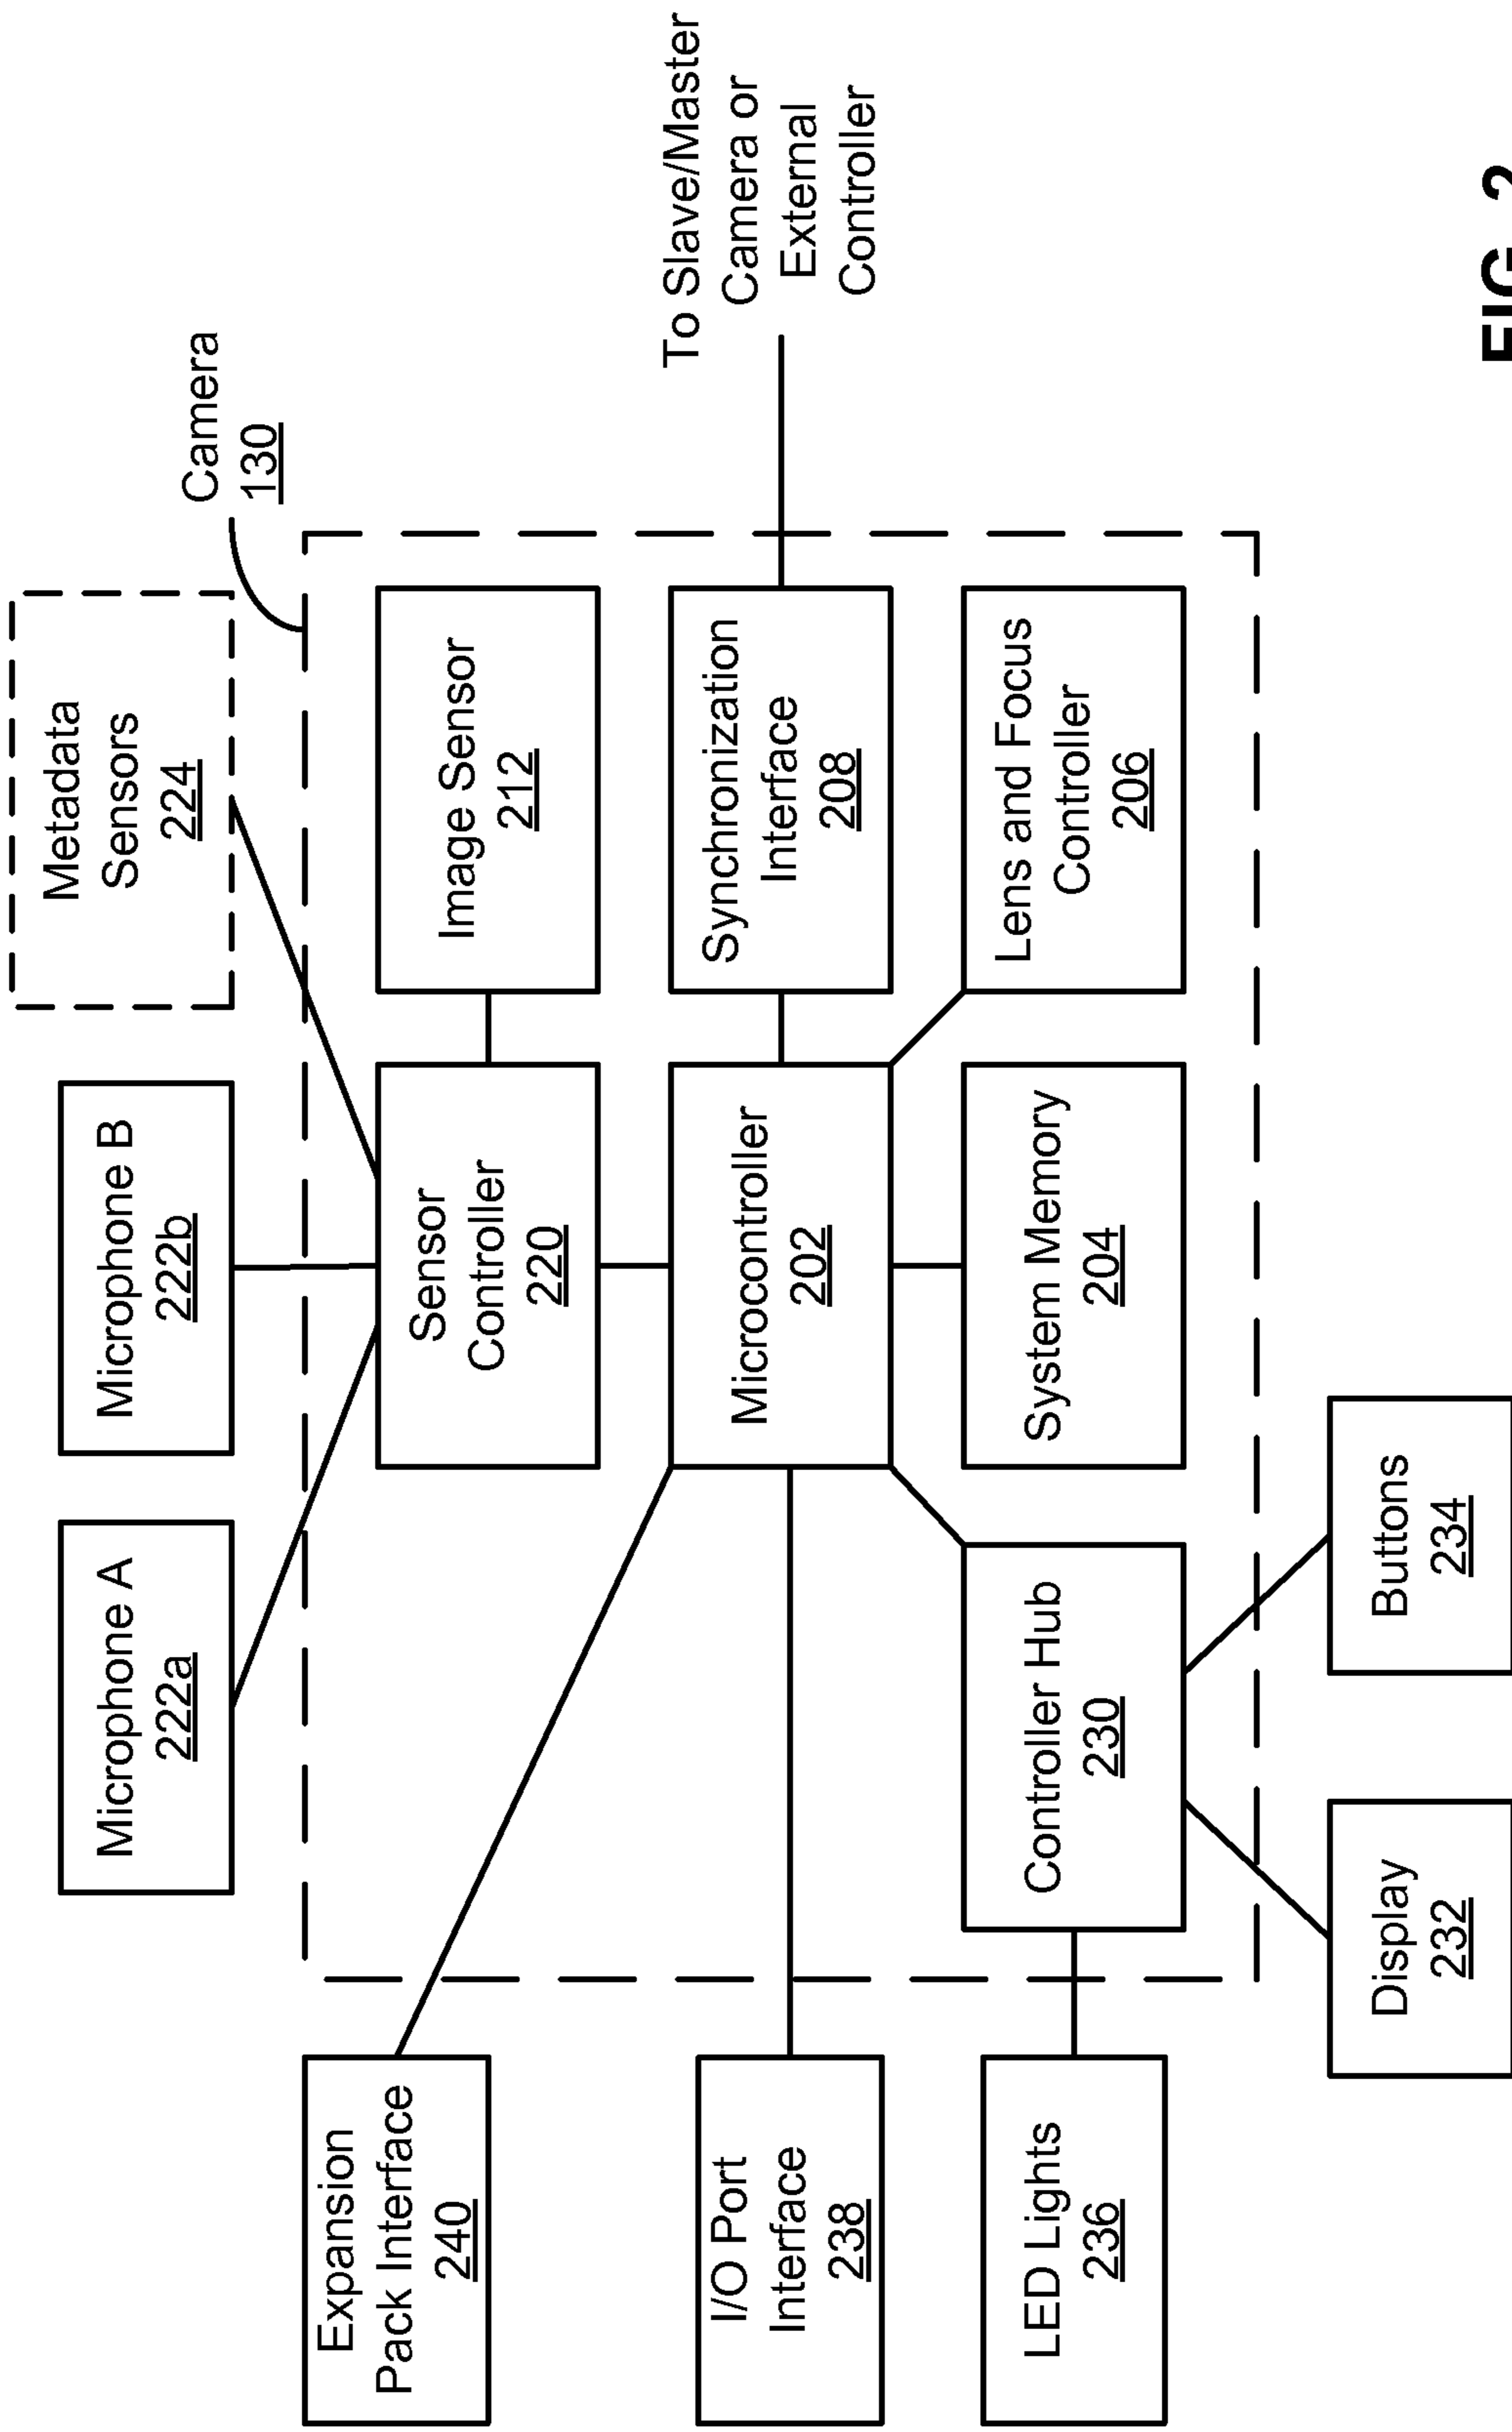 Microphone A
222a
Microphone B
222b
Metadata
Sensors
224
Camera
130
Expansion
Pack Interface
240
Sensor
Controller
220
Image Sensor
212
I/O Port
Interface
238
Microcontroller
202
Synchronization
Interface
208
To Slave/Master
Camera or
External
Controller
LED Lights
236
Controller Hub
230
System Memory
204
Lens and Focus
Controller
206
Display
232
Buttons
234
FIG. 2